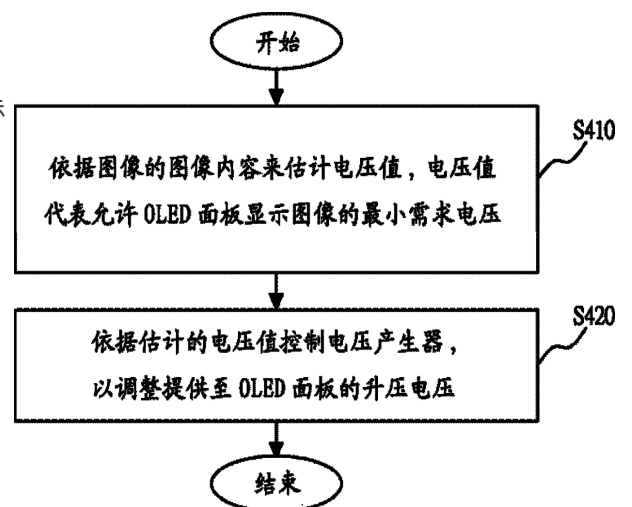 开始
依据图像的图像内容来估计电压值，电压值
代表允许 OLED 面板显示图像的最小需求电压
S410
依据估计的电压值控制电压产生器，
以调整提供至 OLED 面板的升压电压
S420
结束